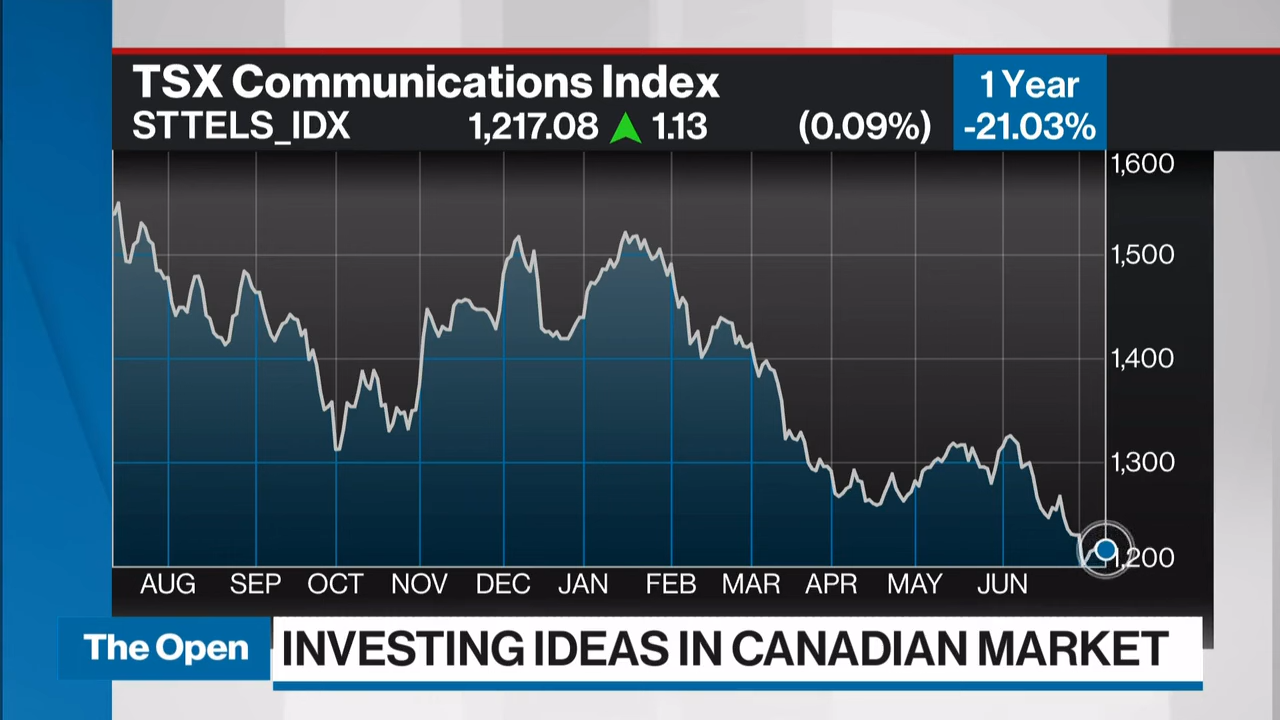 TSX Communications Index
STTELS_IDX 1,217.08 1.13 (0.09%)
1 Year
-21.03%
1,600
1,500
1,400
1,300
1,200
AUG SEP OCT NOV DEC JAN FEB MAR APR MAY JUN
The Open
INVESTING IDEAS IN CANADIAN MARKET